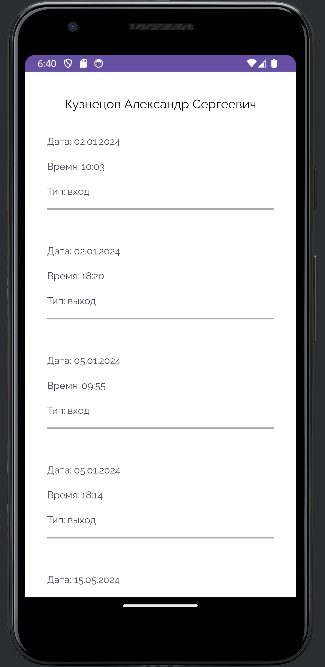 6:40
Кузнецов Александр Сергеевич
Дата: 02.01.2024
Время: 10:03
Тип: вход
Дата: 02.01.2024
Время: 18:20
Тип: выход
Дата: 05.01.2024
Время: 09:55
Тип: вход
Дата: 05.01.2024
Время: 18:14
Тип: выход
Дата: 15.05.2024